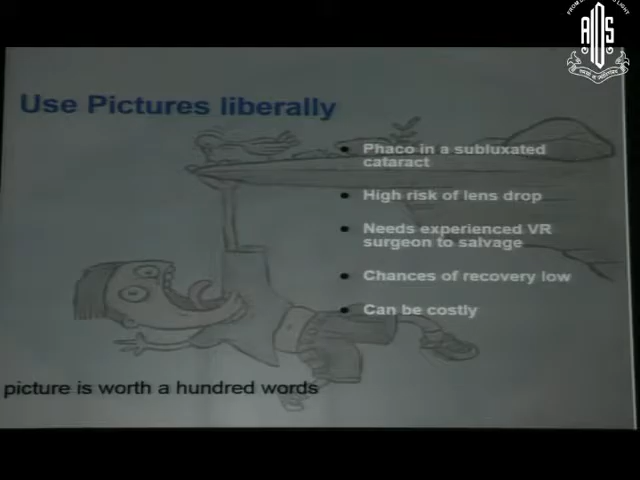 AIOS
Use Pictures liberally
Phaco in a subluxated
cataract
High risk of lens drop
Needs experienced VR
surgeon to salvage
Chances of recovery low
Can be costly
picture is worth a hundred words